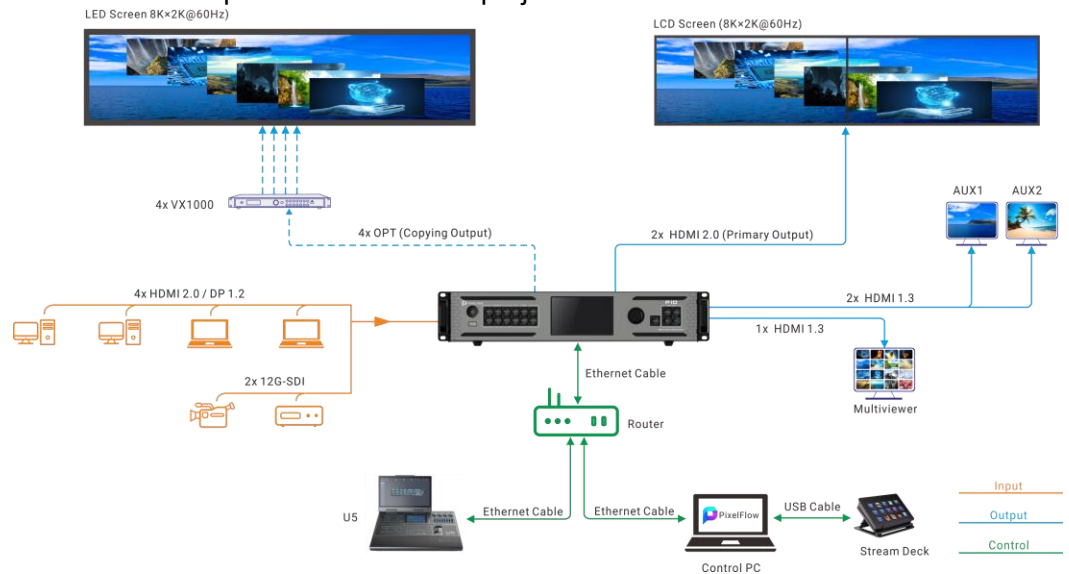 LED Screen 8K×2K@60Hz)
LCD Screen (8K×2K@60Hz)
AUX1
AUX2
4x VX1000
4x OPT (Copying Output)
2x HDMI 2.0 (Primary Output)
4x HDMI 2.0 / DP 1.2
P10
2x HDMI 1.3
1x HDMI 1.3
Ethernet Cable
2x 12G-SDI
Multiviewer
Router
U5
Ethernet Cable
Ethernet Cable
PixelFlow
USB Cable
Stream Deck
Control PC
Input
Output
Control